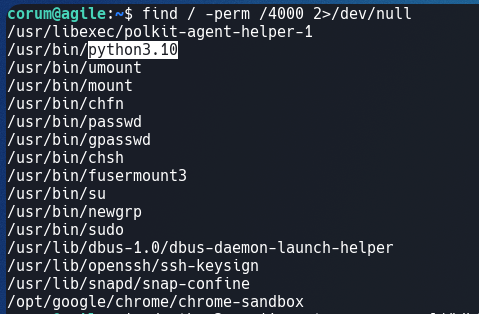 corum@agile:~$ find / -perm /4000 2>/dev/null
/usr/libexec/polkit-agent-helper-1
/usr/bin/python3.10
/usr/bin/umount
/usr/bin/mount
/usr/bin/chfn
/usr/bin/passwd
/usr/bin/gpasswd
/usr/bin/chsh
/usr/bin/fusermount3
/usr/bin/su
/usr/bin/newgrp
/usr/bin/sudo
/usr/lib/dbus-1.0/dbus-daemon-launch-helper
/usr/lib/openssh/ssh-keysign
/usr/lib/snapd/snap-confine
/opt/google/chrome/chrome-sandbox